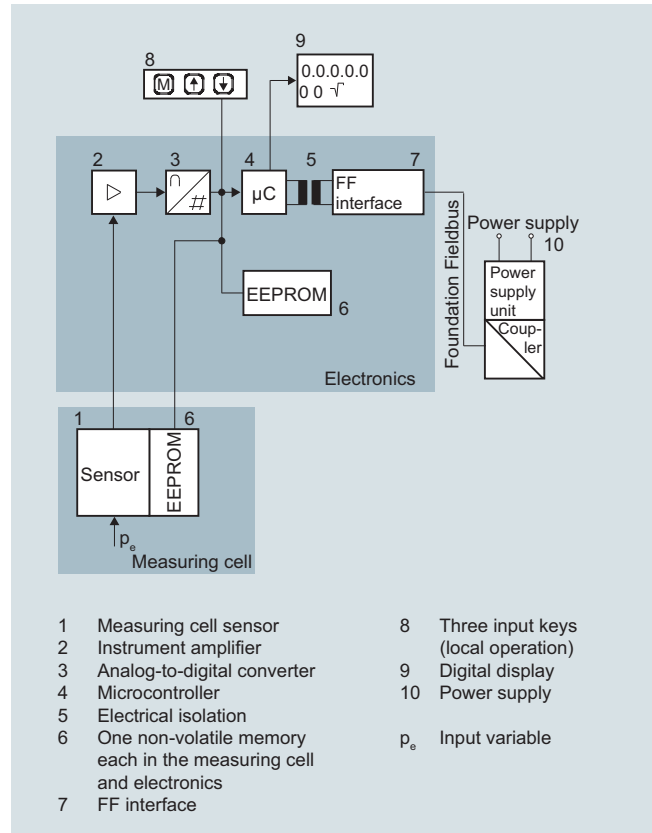 8
9
M
0.0.0.0.0
0 0 √
2
3
4
5
7
∩
#
µC
FF
interface
Power supply
10
Power
supply
unit
Coup-
ler
Foundation Fieldbus
EEPROM
6
Electronics
1
6
Sensor
EEPROM
pₑ
Measuring cell
1 Measuring cell sensor
2 Instrument amplifier
3 Analog-to-digital converter
4 Microcontroller
5 Electrical isolation
6 One non-volatile memory
each in the measuring cell
and electronics
7 FF interface
8 Three input keys
(local operation)
9 Digital display
10 Power supply
pₑ Input variable